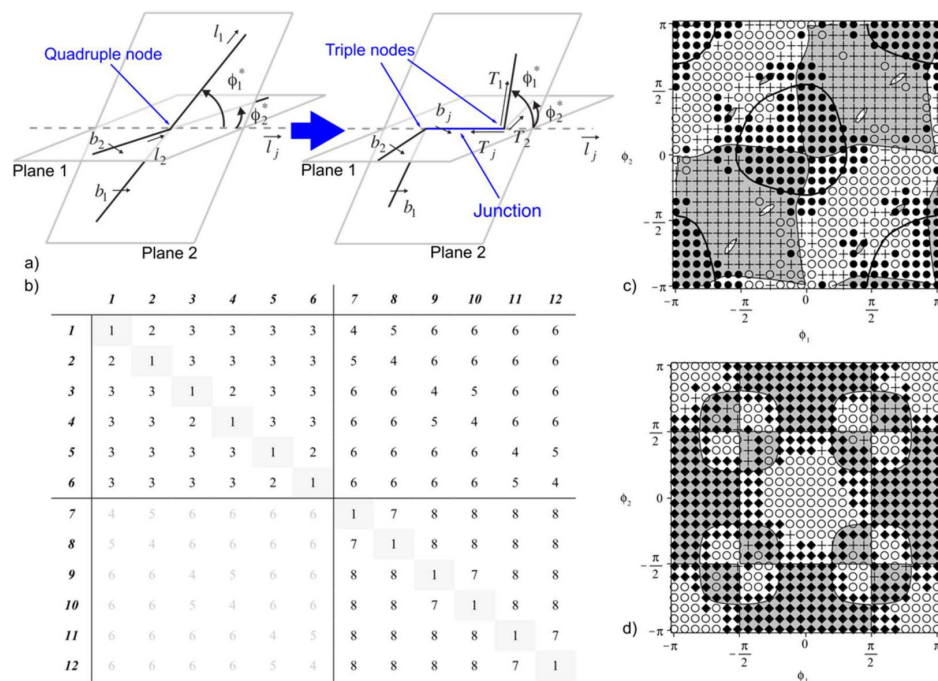 Quadruple node
l₁
ϕ₁*
ϕ₂*
b₂
l₂
l⃗ⱼ
b₁
Plane 1
Plane 2
a)
Triple nodes
T₁
ϕ₁*
ϕ₂*
bⱼ
T₂
Tⱼ
l⃗ⱼ
b₂
b₁
Junction
Plane 1
Plane 2
b)
1 2 3 4 5 6 7 8 9 10 11 12
1 1 2 3 3 3 3 4 5 6 6 6 6
2 2 1 3 3 3 3 5 4 6 6 6 6
3 3 3 1 2 3 3 6 6 4 5 6 6
4 3 3 2 1 3 3 6 6 5 4 6 6
5 3 3 3 3 1 2 6 6 6 6 4 5
6 3 3 3 3 2 1 6 6 6 6 5 4
7 4 5 6 6 6 6 1 7 8 8 8 8
8 5 4 6 6 6 6 7 1 8 8 8 8
9 6 6 4 5 6 6 8 8 1 7 8 8
10 6 6 5 4 6 6 8 8 7 1 8 8
11 6 6 6 6 4 5 8 8 8 8 1 7
12 6 6 6 6 5 4 8 8 8 8 7 1
π
π/2
ϕ₂
0
−π/2
−π
−π −π/2 0 π/2 π
ϕ₁
c)
π
π/2
ϕ₂
0
−π/2
−π
−π −π/2 0 π/2 π
ϕ₁
d)